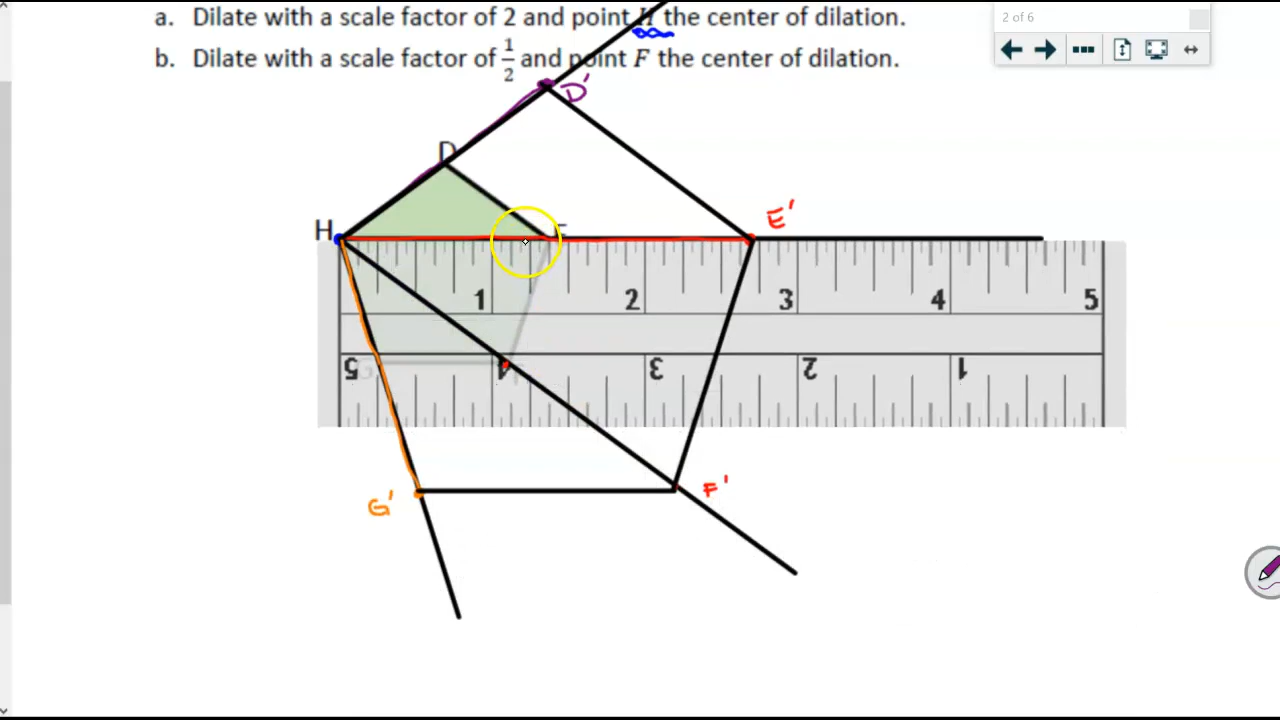 2 of 6
a. Dilate with a scale factor of 2 and point H the center of dilation.
b. Dilate with a scale factor of 1/2 and point F the center of dilation.
D'
D
H
E'
1 2 3 4 5
5 4 3 2 1
G
G'
F'